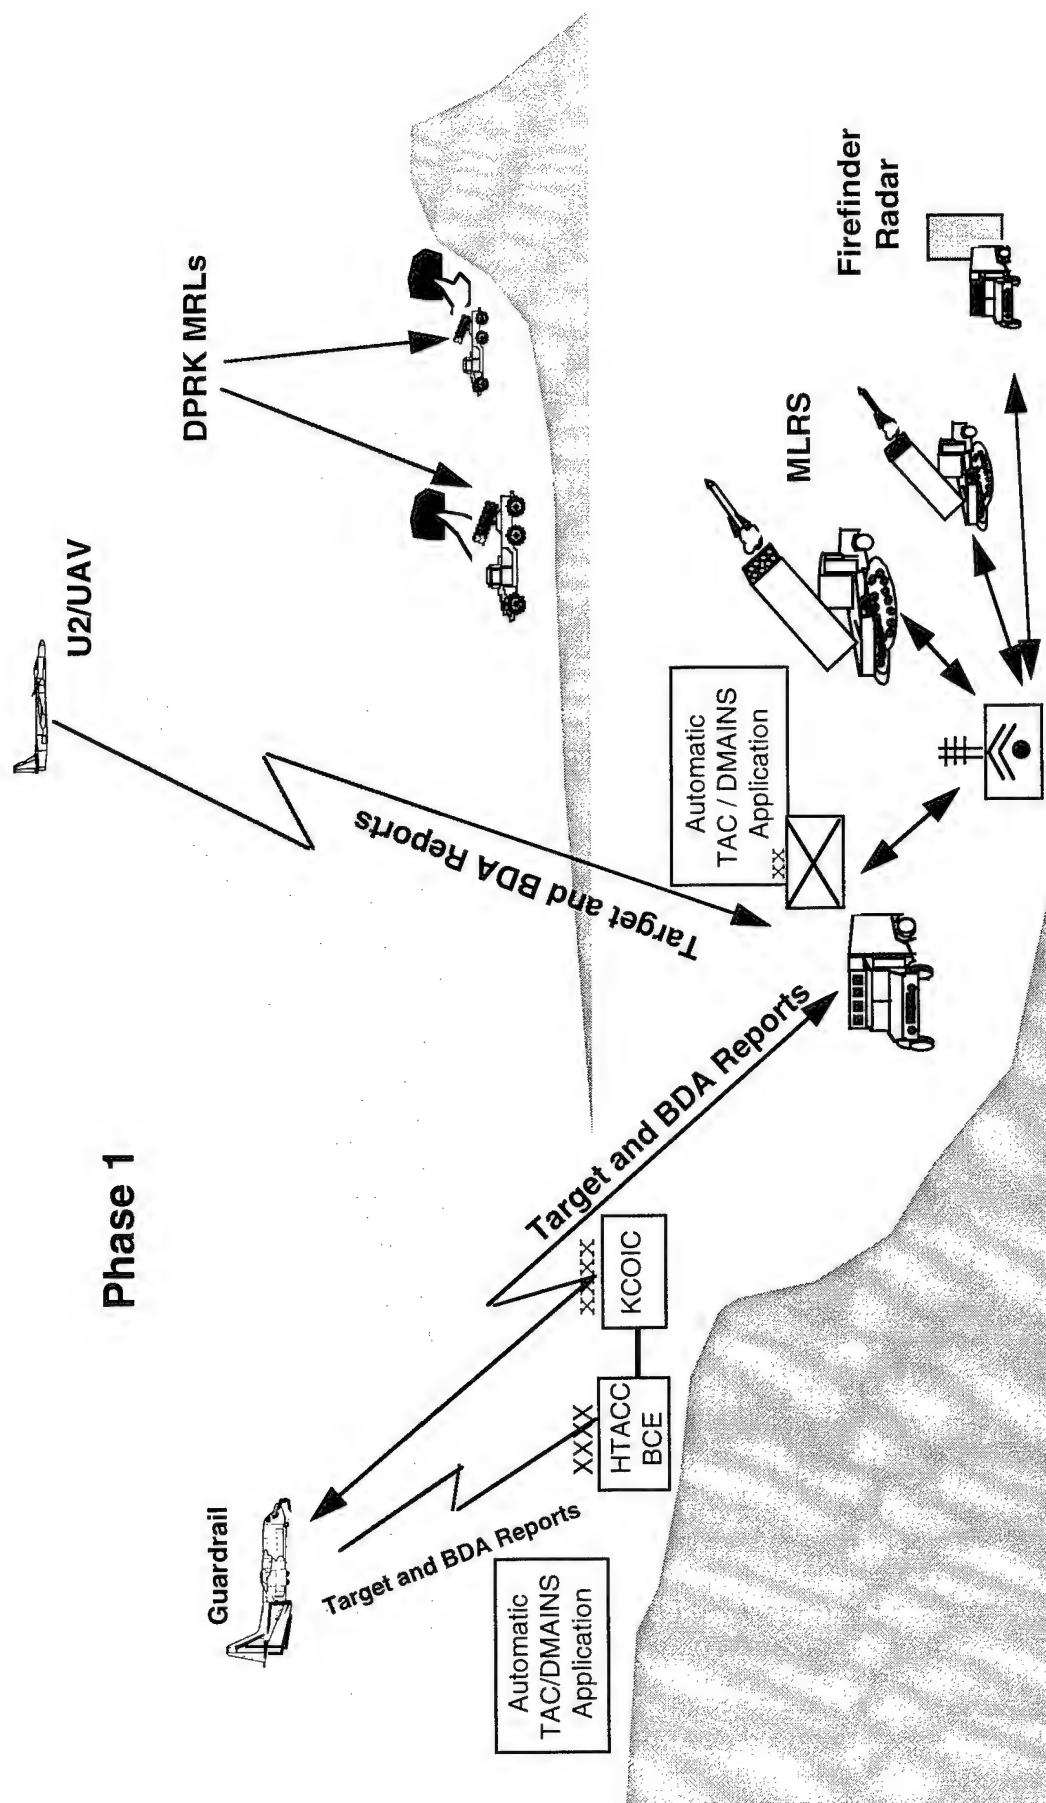 Phase 1
U2/UAV
DPRK MRLs
Guardrail
Target and BDA Reports
Target and BDA Reports
Target and BDA Reports
Automatic
TAC/DMAINS
Application
XXXX
HTACC
BCE
XXXX
KCOIC
Automatic
TAC / DMAINS
Application
XX
MLRS
Firefinder
Radar